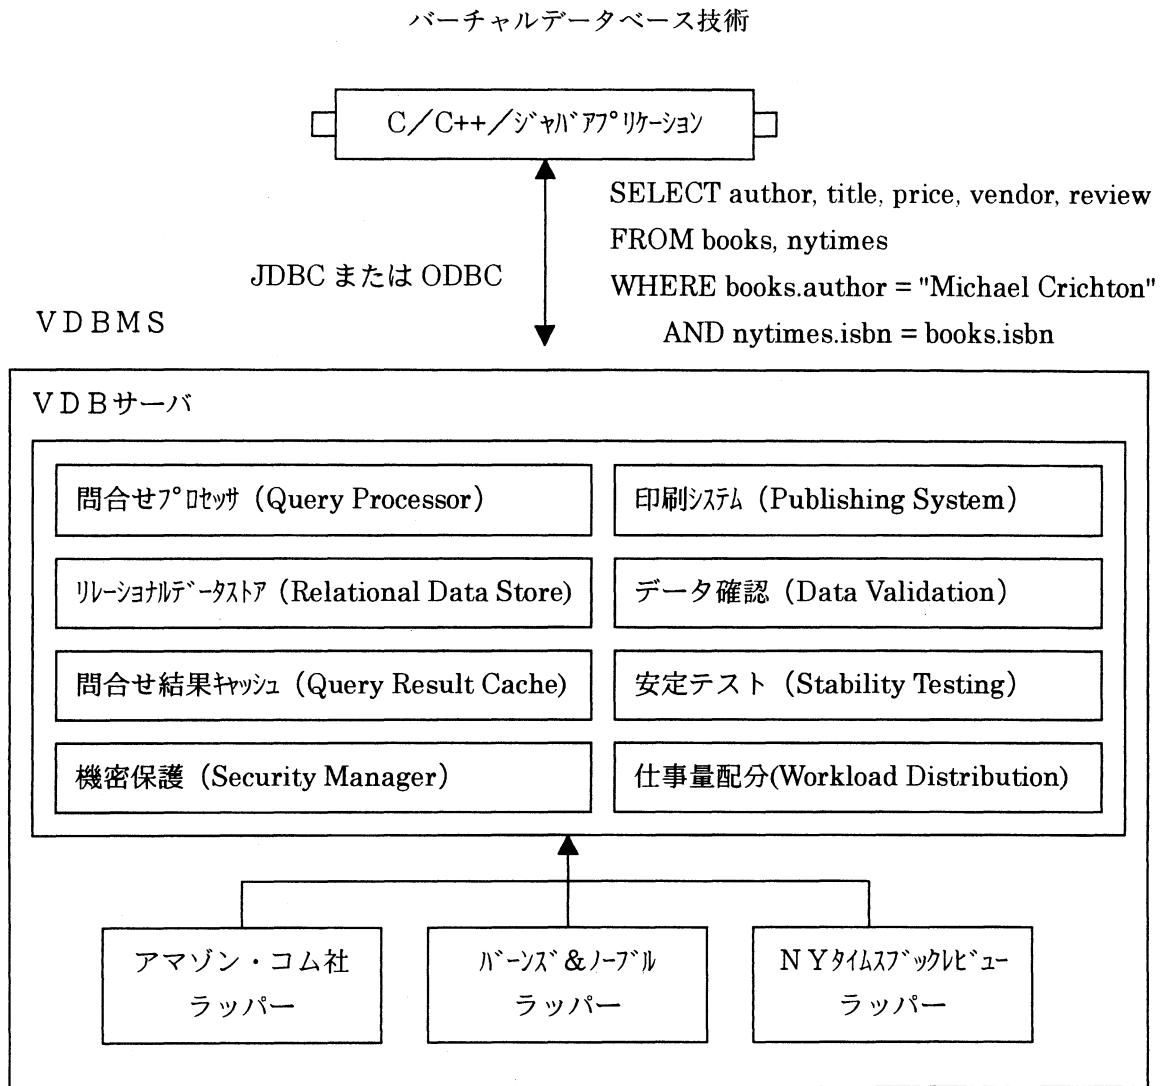 バーチャルデータベース技術
C／C++／ｼﾞｬﾊﾞｱﾌﾟﾘｹｰｼｮﾝ
SELECT author, title, price, vendor, review
FROM books, nytimes
JDBC または ODBC
WHERE books.author = "Michael Crichton"
AND nytimes.isbn = books.isbn
ＶＤＢＭＳ
ＶＤＢサーバ
問合せﾌﾟﾛｾｯｻ（Query Processor）
印刷ｼｽﾃﾑ（Publishing System）
ﾘﾚｰｼｮﾅﾙﾃﾞｰﾀｽﾄｱ（Relational Data Store)
データ確認（Data Validation）
問合せ結果ｷｬｯｼｭ（Query Result Cache)
安定テスト（Stability Testing）
機密保護（Security Manager）
仕事量配分(Workload Distribution)
アマゾン・コム社
ラッパー
ﾊﾞｰﾝｽﾞ＆ﾉｰﾌﾞﾙ
ラッパー
ＮＹﾀｲﾑｽﾌﾞｯｸﾚﾋﾞｭｰ
ラッパー